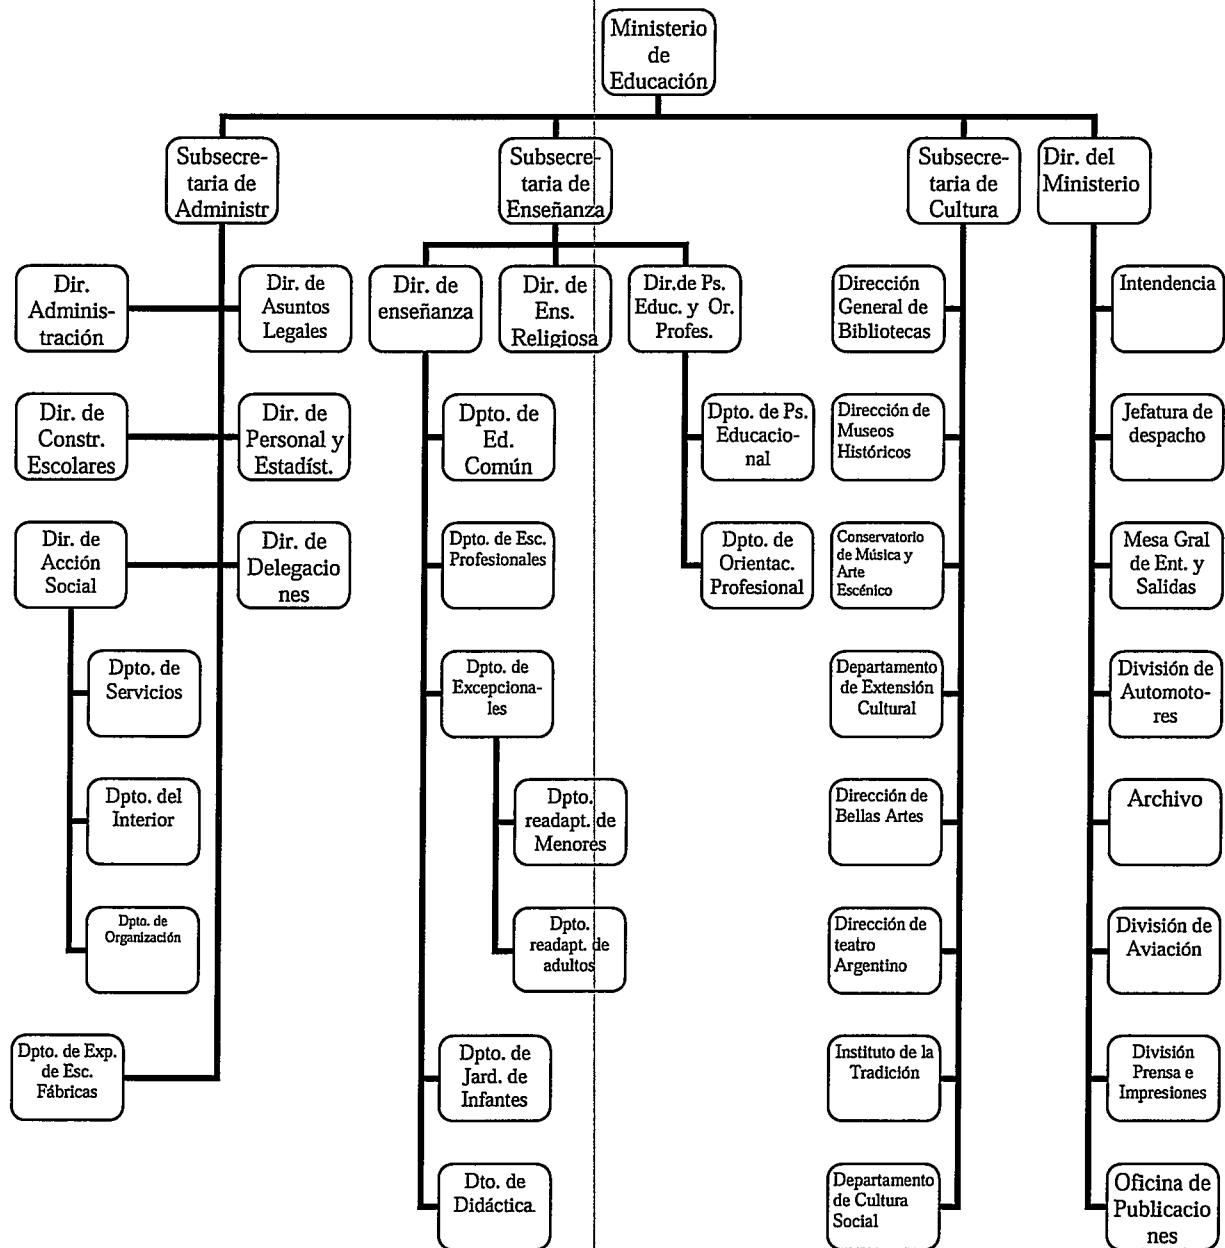 Ministerio
de
Educación
Subsecre-
taria de
Administr
Subsecre-
taria de
Enseñanza
Subsecre-
taria de
Cultura
Dir. del
Ministerio
Dir.
Adminis-
tración
Dir. de
Asuntos
Legales
Dir. de
Constr.
Escolares
Dir. de
Personal y
Estadíst.
Dir. de
Acción
Social
Dir. de
Delegacio
nes
Dpto. de
Servicios
Dpto. del
Interior
Dpto. de
Organización
Dpto. de Exp.
de Esc.
Fábricas
Dir. de
enseñanza
Dir. de
Ens.
Religiosa
Dir.de Ps.
Educ. y Or.
Profes.
Dpto. de
Ed.
Común
Dpto. de Esc.
Profesionales
Dpto. de
Excepciona-
les
Dpto.
readapt. de
Menores
Dpto.
readapt. de
adultos
Dpto. de
Jard. de
Infantes
Dto. de
Didáctica.
Dpto. de Ps.
Educacio-
nal
Dpto. de
Orientac.
Profesional
Dirección
General de
Bibliotecas
Dirección de
Museos
Históricos
Conservatorio
de Música y
Arte
Escénico
Departamento
de Extensión
Cultural
Dirección de
Bellas Artes
Dirección de
teatro
Argentino
Instituto de la
Tradición
Departamento
de Cultura
Social
Intendencia
Jefatura de
despacho
Mesa Gral
de Ent. y
Salidas
División de
Automoto-
res
Archivo
División de
Aviación
División
Prensa e
Impresiones
Oficina de
Publicacio
nes